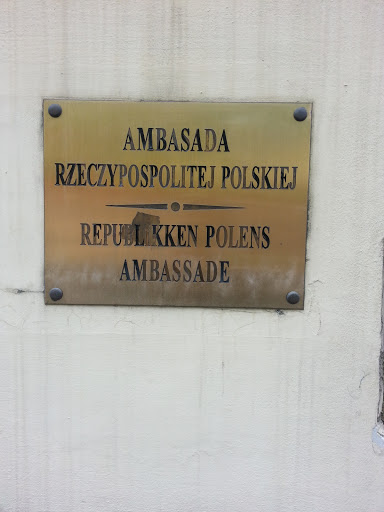 AMBASADA
RZECZYPOSPOLITEJ POLSKIEJ
REPUBLIKKEN POLENS
AMBASSADE